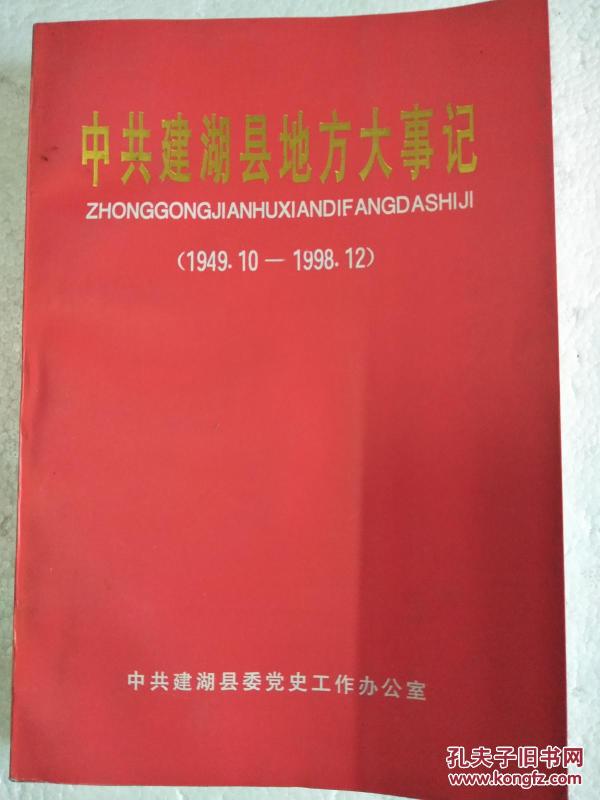 中共建湖县地方大事记
ZHONGGONGJIANHUXIANDIFANGDASHIJI
(1949.10—1998.12)
中共建湖县委党史工作办公室
孔夫子旧书网
www.kongfz.com